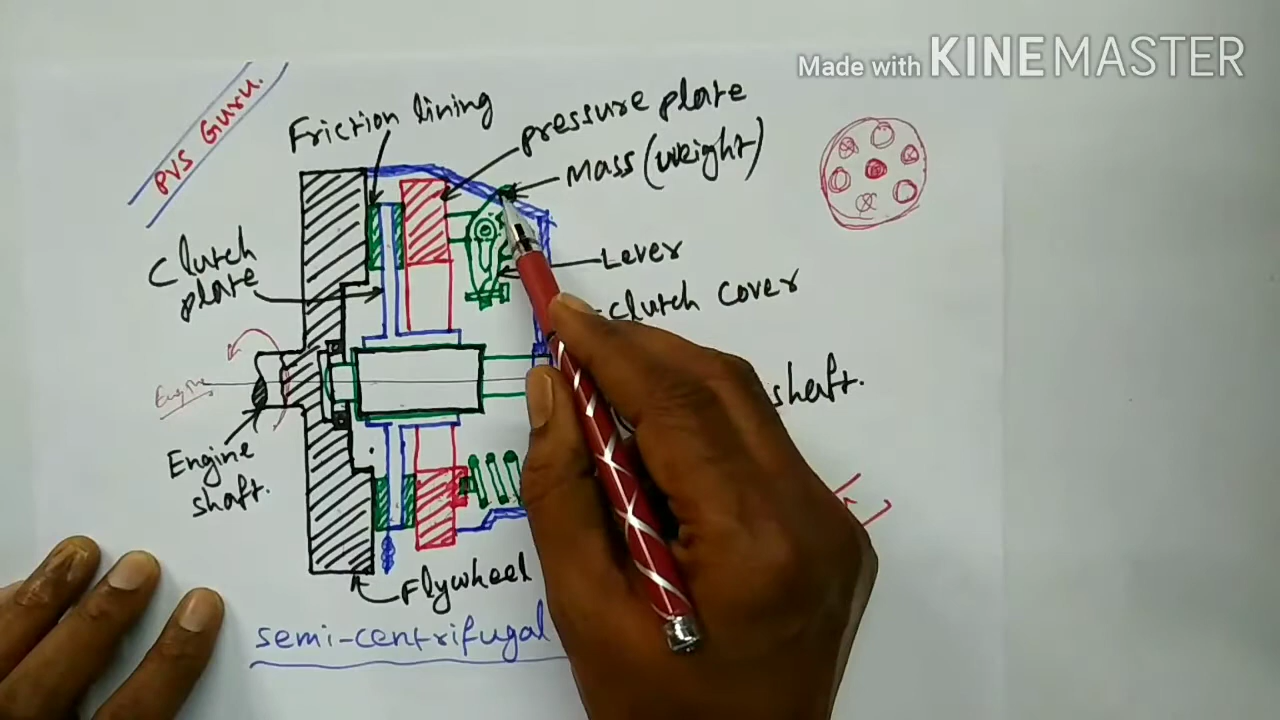 Made with KINEMASTER
PVS Guru.
Friction lining
pressure plate
Mass (weight)
Clutch
plate
Lever
clutch cover
shaft.
Engine
Engine
shaft.
Flywheel
semi-centrifugal